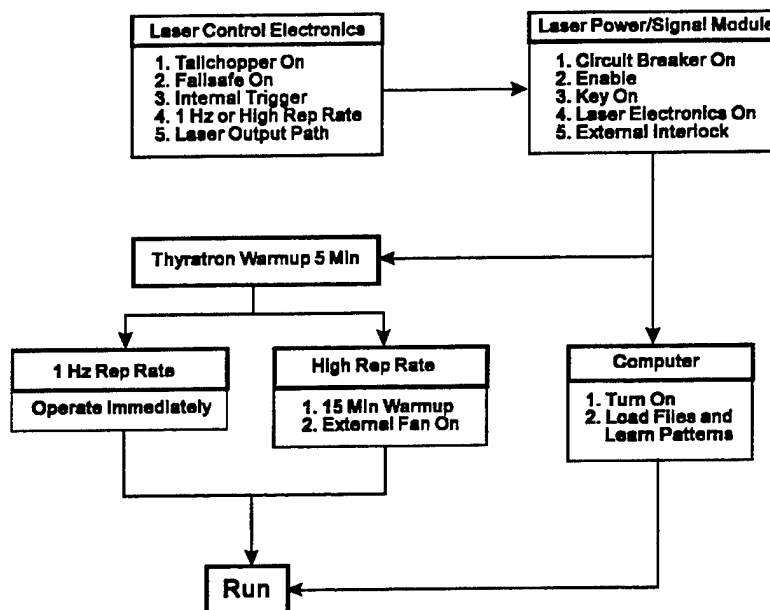 Laser Control Electronics
1. Tailchopper On
2. Failsafe On
3. Internal Trigger
4. 1 Hz or High Rep Rate
5. Laser Output Path
Laser Power/Signal Module
1. Circuit Breaker On
2. Enable
3. Key On
4. Laser Electronics On
5. External Interlock
Thyratron Warmup 5 Min
1 Hz Rep Rate
Operate Immediately
High Rep Rate
1. 15 Min Warmup
2. External Fan On
Computer
1. Turn On
2. Load Files and
Learn Patterns
Run